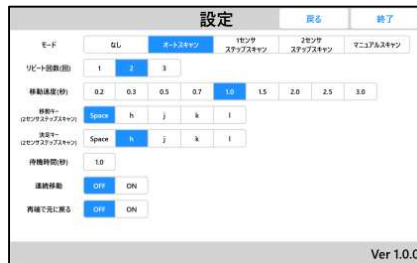 設定 戻る 終了
モード なし オートスキャン 1センサ ステップスキャン 2センサ ステップスキャン マニュアルスキャン
リピート回数(回) 1 2 3
移動速度(秒) 0.2 0.3 0.5 0.7 1.0 1.5 2.0 2.5 3.0
移動キー (2センサステップスキャン) Space h j k l
決定キー (2センサステップスキャン) Space h j k l
待機時間(秒) 1.0
連続移動 OFF ON
再確で元に戻る OFF ON
Ver 1.0.0